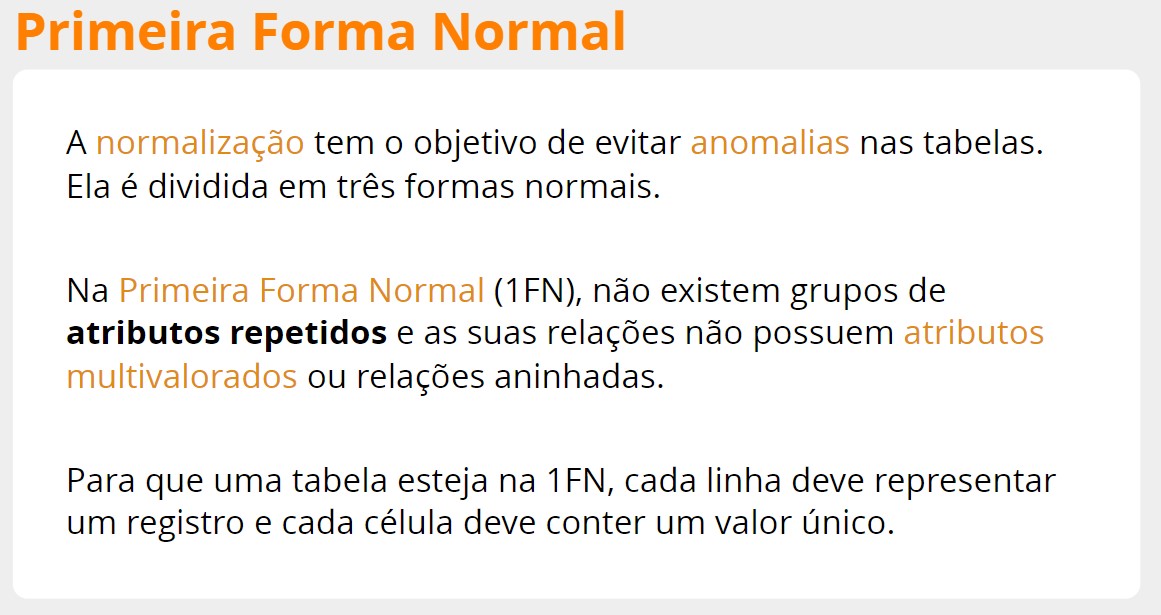 Primeira Forma Normal
A normalização tem o objetivo de evitar anomalias nas tabelas.
Ela é dividida em três formas normais.
Na Primeira Forma Normal (1FN), não existem grupos de
atributos repetidos e as suas relações não possuem atributos
multivalorados ou relações aninhadas.
Para que uma tabela esteja na 1FN, cada linha deve representar
um registro e cada célula deve conter um valor único.